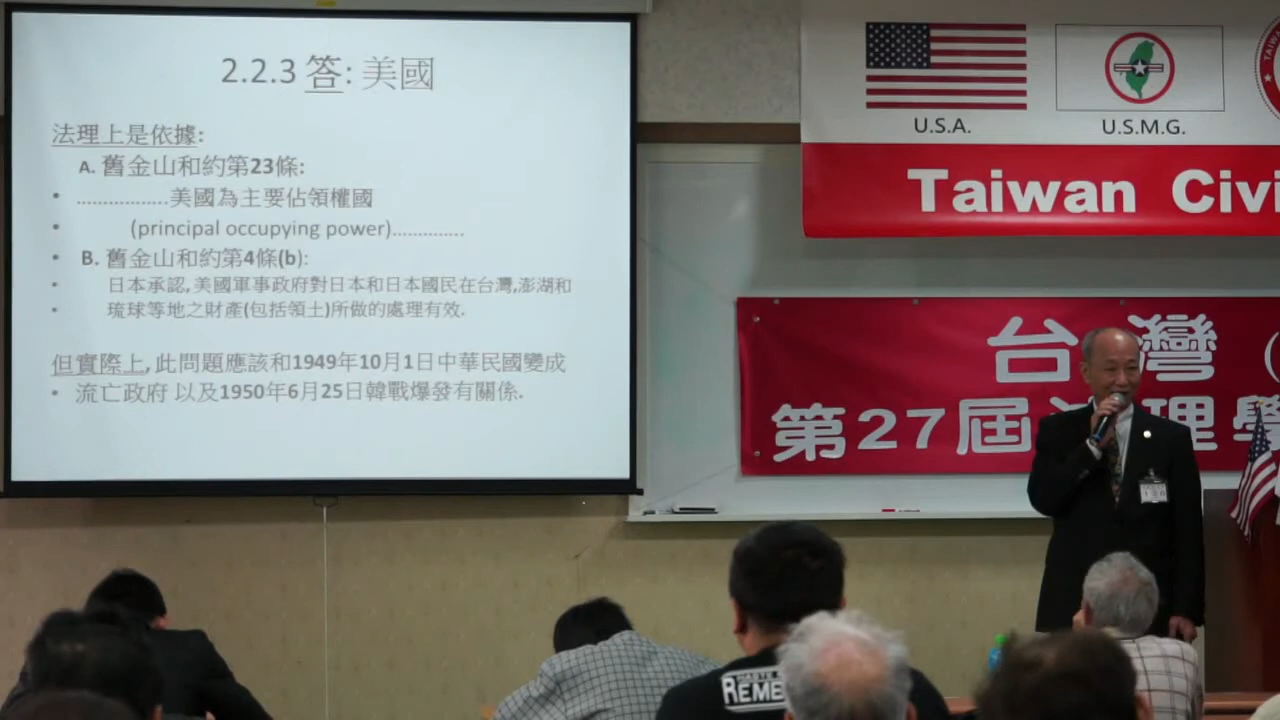 2.2.3 答: 美國
法理上是依據:
A. 舊金山和約第23條:
• ..................美國為主要佔領權國
• (principal occupying power).............
• B. 舊金山和約第4條(b):
• 日本承認, 美國軍事政府對日本和日本國民在台灣,澎湖和
• 琉球等地之財產(包括領土)所做的處理有效.
但實際上, 此問題應該和1949年10月1日中華民國變成
• 流亡政府 以及1950年6月25日韓戰爆發有關係.
U.S.A.
U.S.M.G.
TAIWAN
Taiwan Civi
台灣(
第27屆法理學
REME